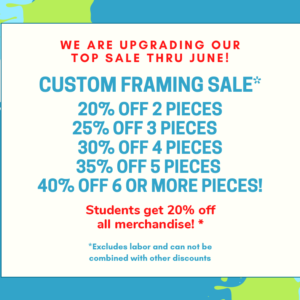 WE ARE UPGRADING OUR
TOP SALE THRU JUNE!
CUSTOM FRAMING SALE*
20% OFF 2 PIECES
25% OFF 3 PIECES
30% OFF 4 PIECES
35% OFF 5 PIECES
40% OFF 6 OR MORE PIECES!
Students get 20% off
all merchandise! *
*Excludes labor and can not be
combined with other discounts